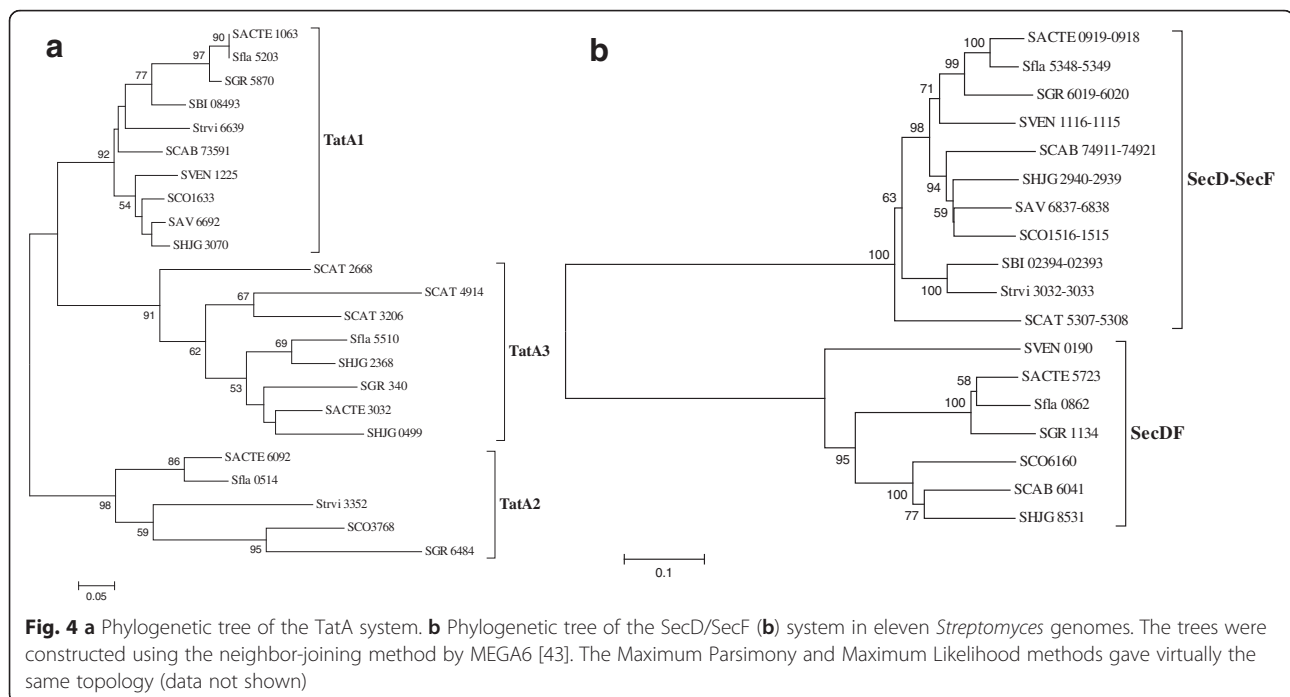 a
90
SACTE 1063
97
Sfla 5203
SGR 5870
77
SBI 08493
Strvi 6639
TatA1
SCAB 73591
92
SVEN 1225
54
SCO1633
SAV 6692
SHJG 3070
SCAT 2668
67
SCAT 4914
91
SCAT 3206
62
Sfla 5510
69
SHJG 2368
TatA3
53
SGR 340
SACTE 3032
SHJG 0499
86
SACTE 6092
Sfla 0514
98
Strvi 3352
TatA2
59
SCO3768
95
SGR 6484
0.05
b
100
SACTE 0919-0918
99
Sfla 5348-5349
71
SGR 6019-6020
98
SVEN 1116-1115
SCAB 74911-74921
94
SHJG 2940-2939
SecD-SecF
63
59
SAV 6837-6838
SCO1516-1515
100
SBI 02394-02393
100
Strvi 3032-3033
SCAT 5307-5308
SVEN 0190
58
SACTE 5723
100
Sfla 0862
SGR 1134
SecDF
95
SCO6160
100
SCAB 6041
77
SHJG 8531
0.1
Fig. 4 a Phylogenetic tree of the TatA system. b Phylogenetic tree of the SecD/SecF (b) system in eleven Streptomyces genomes. The trees were
constructed using the neighbor-joining method by MEGA6 [43]. The Maximum Parsimony and Maximum Likelihood methods gave virtually the
same topology (data not shown)